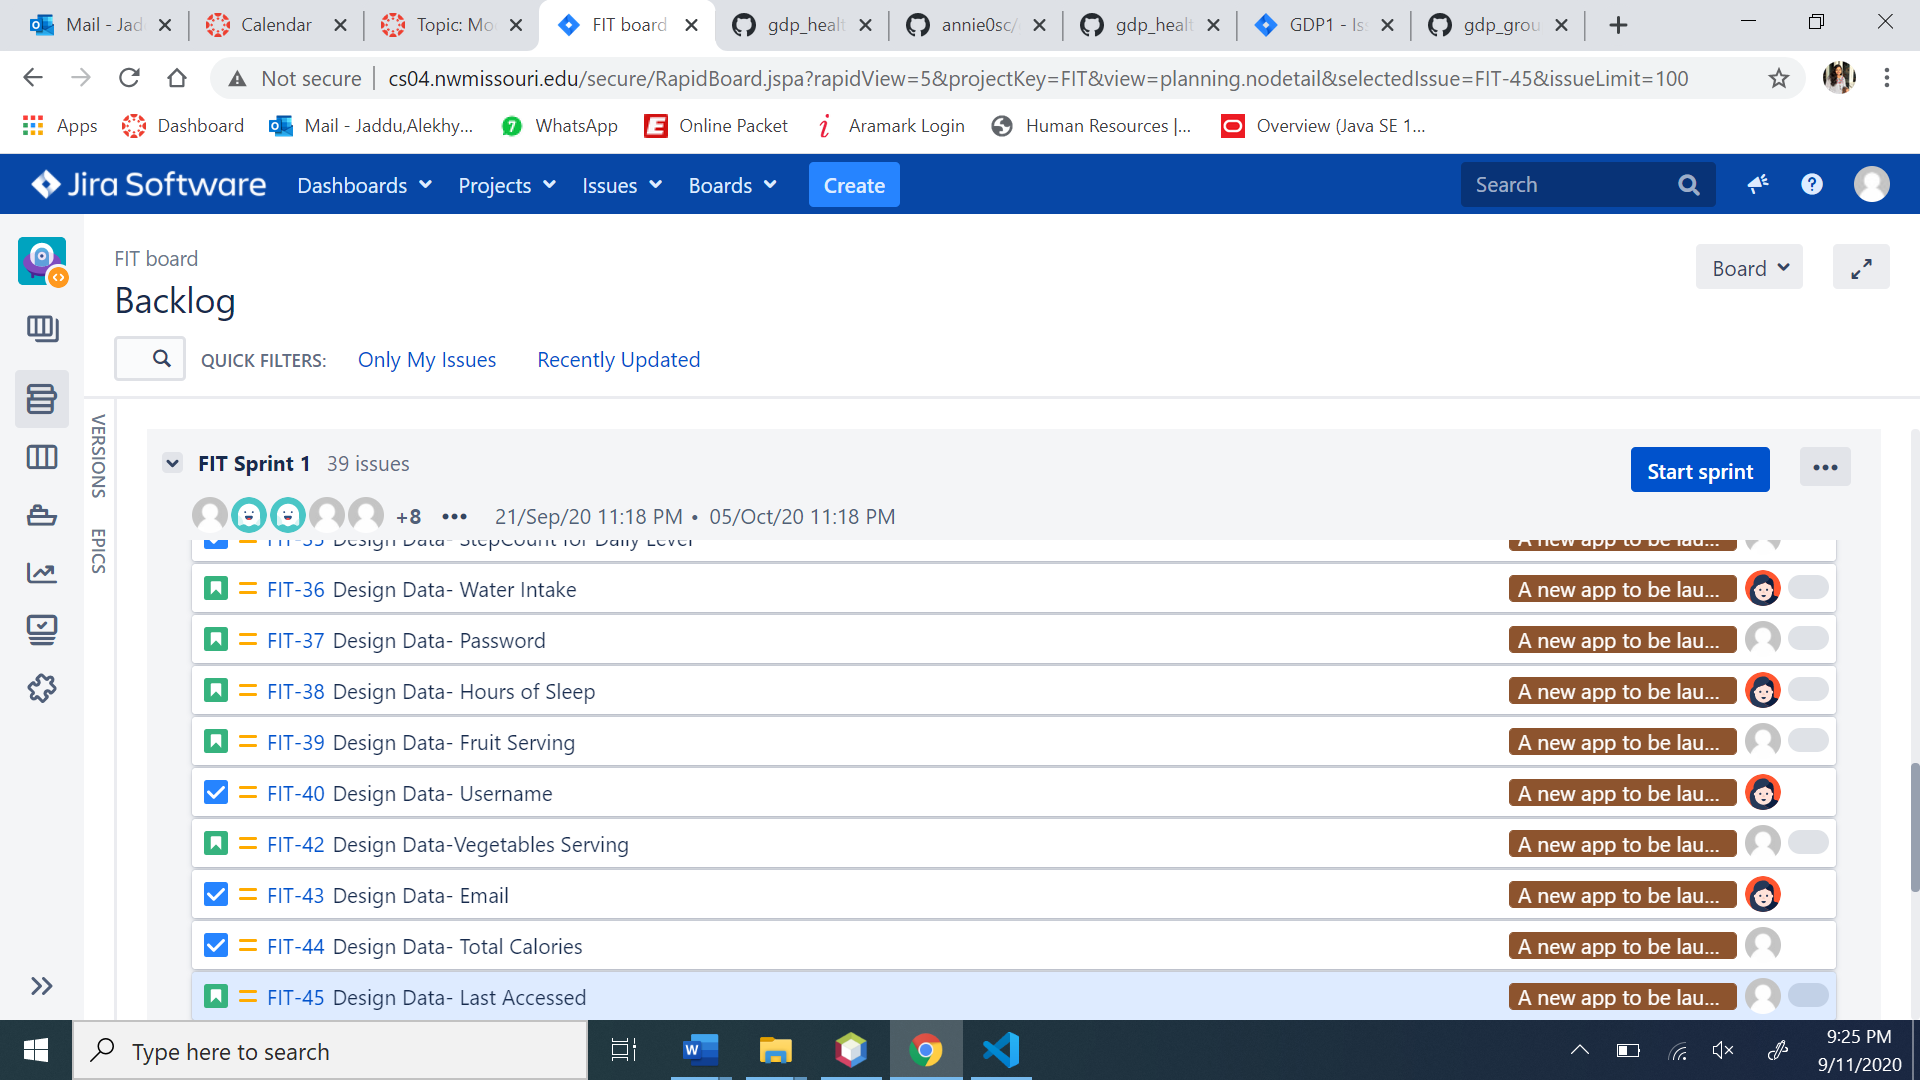 Mail - Jad
Calendar
Topic: Mo
FIT board
gdp_healt
annie0sc/
gdp_healt
GDP1 - Is
gdp_grou
Not secure
cs04.nwmissouri.edu/secure/RapidBoard.jspa?rapidView=5&projectKey=FIT&view=planning.nodetail&selectedIssue=FIT-45&issueLimit=100
Apps
Dashboard
Mail - Jaddu,Alekhy...
WhatsApp
Online Packet
Aramark Login
Human Resources |...
Overview (Java SE 1...
Jira Software
Dashboards
Projects
Issues
Boards
Create
Search
FIT board
Board
Backlog
QUICK FILTERS:
Only My Issues
Recently Updated
VERSIONS
EPICS
FIT Sprint 1 39 issues
Start sprint
+8
21/Sep/20 11:18 PM • 05/Oct/20 11:18 PM
FIT-35 Design Data- StepCount for Daily Level A new app to be lau...
FIT-36 Design Data- Water Intake A new app to be lau...
FIT-37 Design Data- Password A new app to be lau...
FIT-38 Design Data- Hours of Sleep A new app to be lau...
FIT-39 Design Data- Fruit Serving A new app to be lau...
FIT-40 Design Data- Username A new app to be lau...
FIT-42 Design Data-Vegetables Serving A new app to be lau...
FIT-43 Design Data- Email A new app to be lau...
FIT-44 Design Data- Total Calories A new app to be lau...
FIT-45 Design Data- Last Accessed A new app to be lau...
Type here to search
9:25 PM
9/11/2020